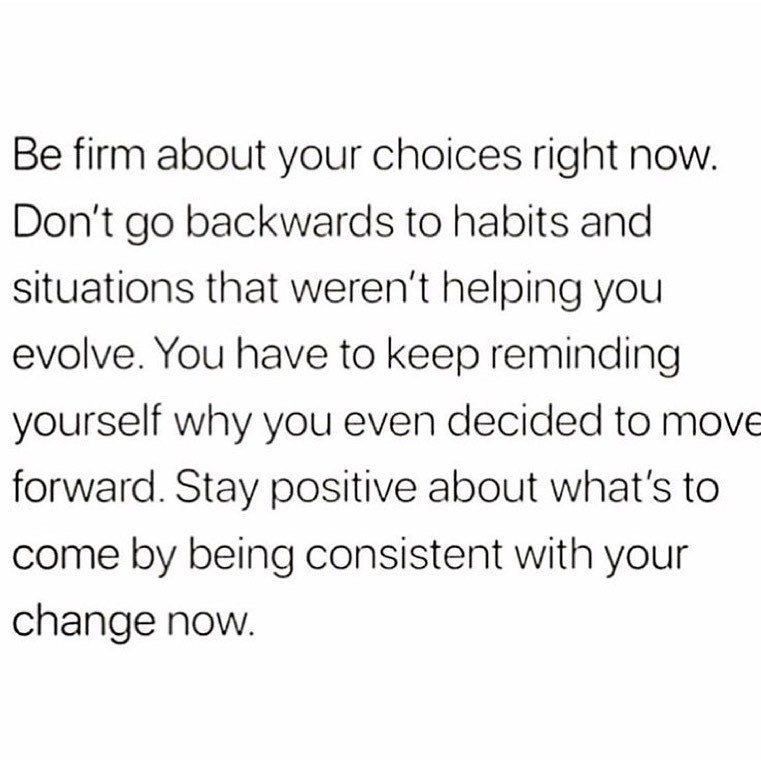 Be firm about your choices right now.
Don't go backwards to habits and
situations that weren't helping you
evolve. You have to keep reminding
yourself why you even decided to move
forward. Stay positive about what's to
come by being consistent with your
change now.